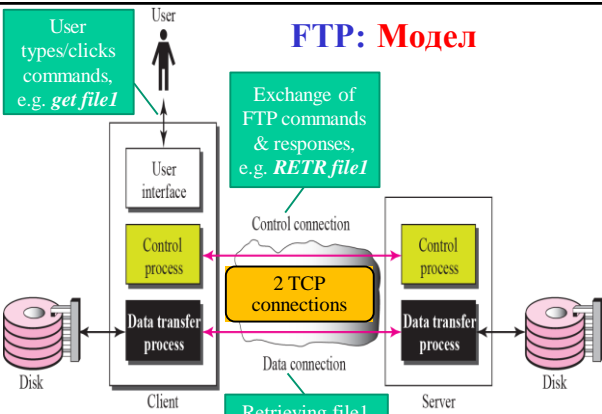 FTP: Модел
User
User
types/clicks
commands,
e.g. get file1
Exchange of
FTP commands
& responses,
e.g. RETR file1
User
interface
Control connection
Control
process
Control
process
2 TCP
connections
Data transfer
process
Data transfer
process
Data connection
Disk
Disk
Client
Server
Retrieving file1